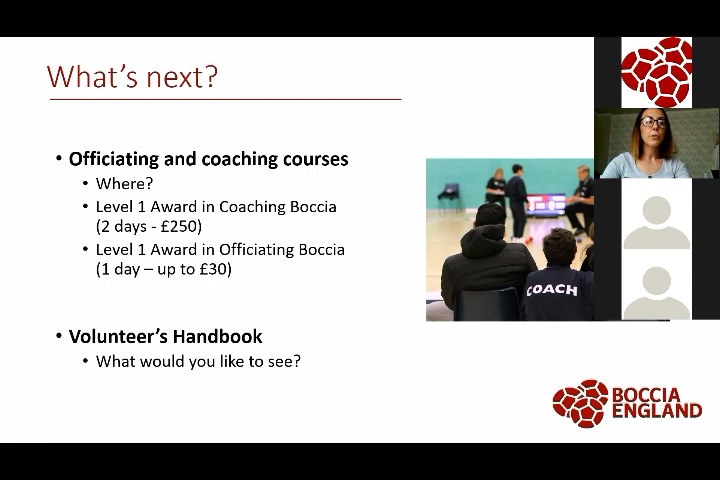 What's next?
• Officiating and coaching courses
• Where?
• Level 1 Award in Coaching Boccia
(2 days - £250)
• Level 1 Award in Officiating Boccia
(1 day – up to £30)
• Volunteer's Handbook
• What would you like to see?
COACH
BOCCIA
ENGLAND